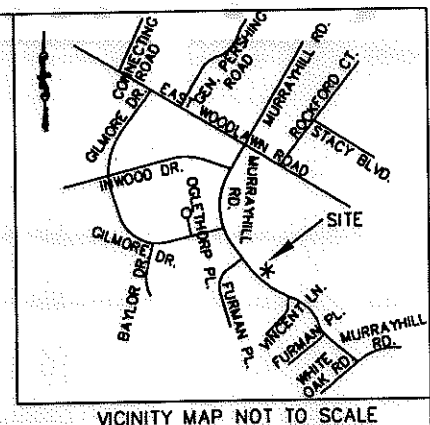 CONNECTING
ROAD
GEN. PERSHING
ROAD
MURRAYHILL RD.
ROCKFORD CT.
STACY BLVD.
GILMORE DR.
EAST WOODLAWN ROAD
INWOOD DR.
MURRAYHILL
RD.
OGLETHORP PL.
SITE
GILMORE DR.
BAYLOR DR.
FURMAN PL.
VINCENT LN.
FURMAN PL.
MURRAYHILL
RD.
WHITE
OAK RD.
VICINITY MAP NOT TO SCALE